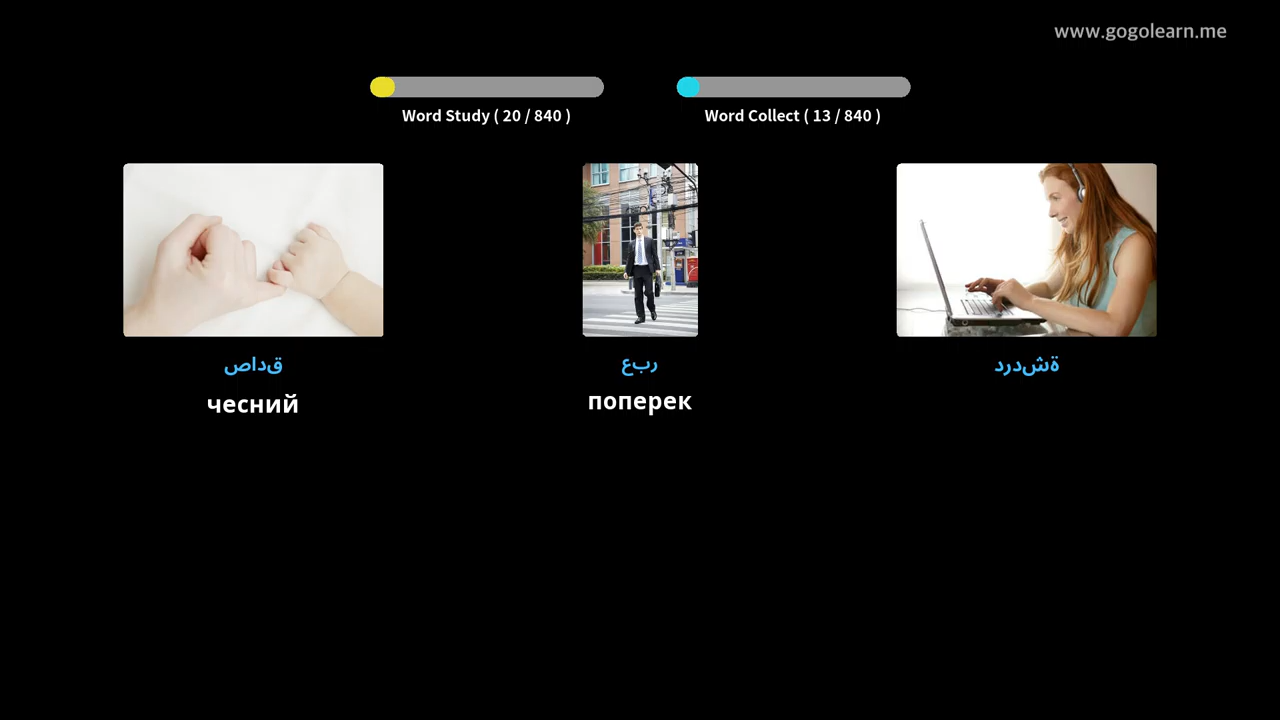 www.gogolearn.me
Word Study ( 20 / 840 )
Word Collect ( 13 / 840 )
قداص
чесний
ربع
поперек
ةشدرد